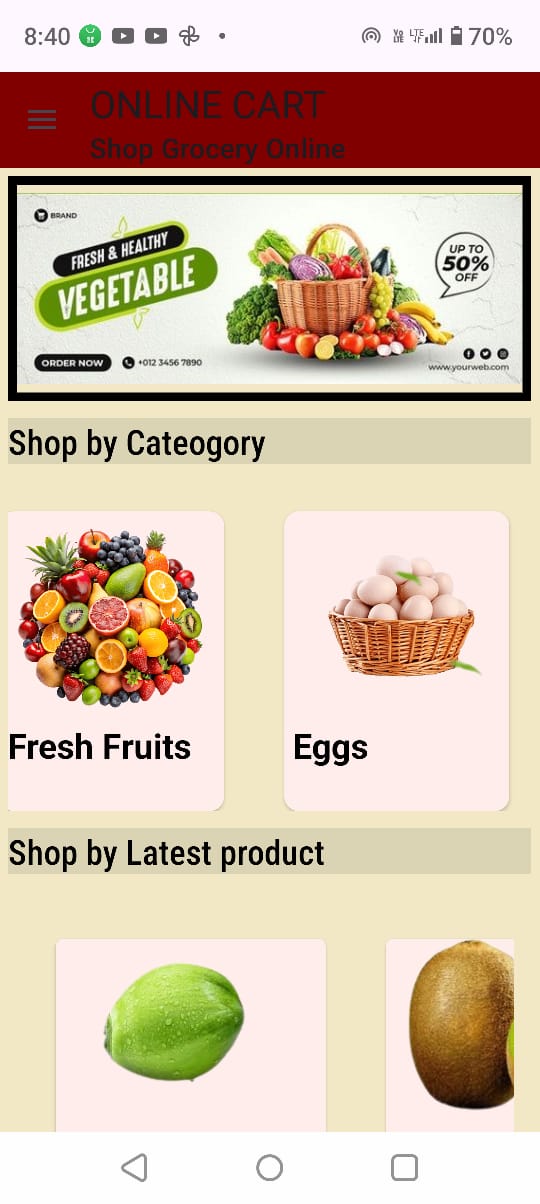 8:40
70%
ONLINE CART
Shop Grocery Online
BRAND
FRESH & HEALTHY
VEGETABLE
UP TO
50%
OFF
ORDER NOW
+012 3456 7890
www.yourweb.com
Shop by Cateogory
Fresh Fruits
Eggs
Shop by Latest product